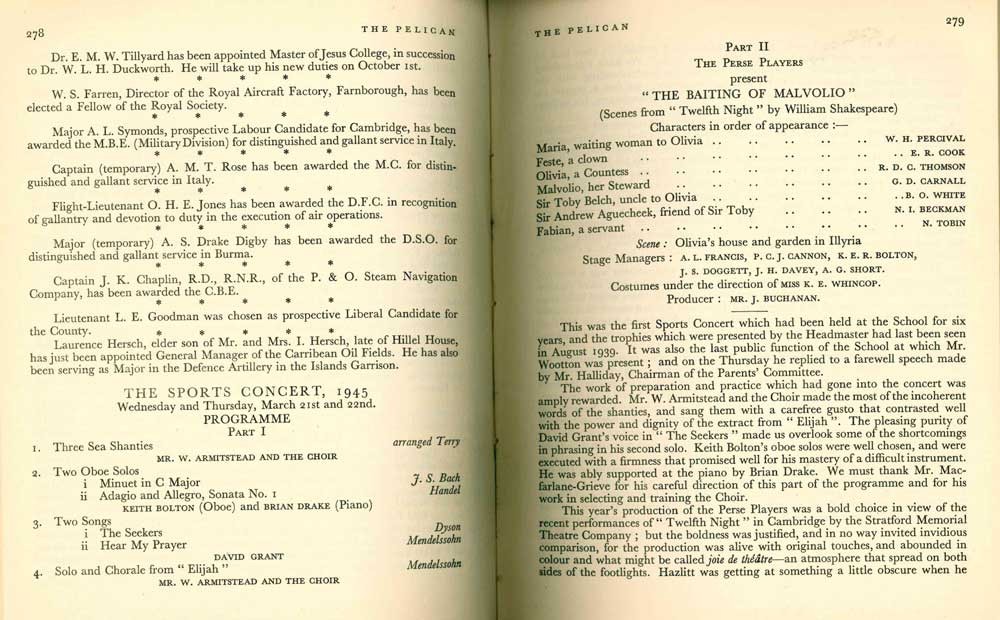 278 THE PELICAN
Dr. E. M. W. Tillyard has been appointed Master of Jesus College, in succession
to Dr. W. L. H. Duckworth. He will take up his new duties on October 1st.
* * * * *
W. S. Farren, Director of the Royal Aircraft Factory, Farnborough, has been
elected a Fellow of the Royal Society.
* * * * *
Major A. L. Symonds, prospective Labour Candidate for Cambridge, has been
awarded the M.B.E. (Military Division) for distinguished and gallant service in Italy.
* * * * *
Captain (temporary) A. M. T. Rose has been awarded the M.C. for distin-
guished and gallant service in Italy.
* * * * *
Flight-Lieutenant O. H. E. Jones has been awarded the D.F.C. in recognition
of gallantry and devotion to duty in the execution of air operations.
* * * * *
Major (temporary) A. S. Drake Digby has been awarded the D.S.O. for
distinguished and gallant service in Burma.
* * * * *
Captain J. K. Chaplin, R.D., R.N.R., of the P. & O. Steam Navigation
Company, has been awarded the C.B.E.
* * * * *
Lieutenant L. E. Goodman was chosen as prospective Liberal Candidate for
the County.
* * * * *
Laurence Hersch, elder son of Mr. and Mrs. I. Hersch, late of Hillel House,
has just been appointed General Manager of the Carribean Oil Fields. He has also
been serving as Major in the Defence Artillery in the Islands Garrison.
THE SPORTS CONCERT, 1945
Wednesday and Thursday, March 21st and 22nd.
PROGRAMME
PART I
1. Three Sea Shanties arranged Terry
MR. W. ARMITSTEAD AND THE CHOIR
2. Two Oboe Solos
i Minuet in C Major J. S. Bach
ii Adagio and Allegro, Sonata No. 1 Handel
KEITH BOLTON (Oboe) and BRIAN DRAKE (Piano)
3. Two Songs
i The Seekers Dyson
ii Hear My Prayer Mendelssohn
DAVID GRANT
4. Solo and Chorale from " Elijah " Mendelssohn
MR. W. ARMITSTEAD AND THE CHOIR
THE PELICAN 279
PART II
THE PERSE PLAYERS
present
" THE BAITING OF MALVOLIO "
(Scenes from " Twelfth Night " by William Shakespeare)
Characters in order of appearance :—
Maria, waiting woman to Olivia .. .. .. .. .. W. H. PERCIVAL
Feste, a clown .. .. .. .. .. .. .. E. R. COOK
Olivia, a Countess .. .. .. .. .. .. R. D. C. THOMSON
Malvolio, her Steward .. .. .. .. .. G. D. CARNALL
Sir Toby Belch, uncle to Olivia .. .. .. .. .. B. O. WHITE
Sir Andrew Aguecheek, friend of Sir Toby .. .. .. N. I. BECKMAN
Fabian, a servant .. .. .. .. .. .. .. N. TOBIN
Scene : Olivia's house and garden in Illyria
Stage Managers : A. L. FRANCIS, P. C. J. CANNON, K. E. R. BOLTON,
J. S. DOGGETT, J. H. DAVEY, A. G. SHORT.
Costumes under the direction of MISS K. E. WHINCOP.
Producer : MR. J. BUCHANAN.
This was the first Sports Concert which had been held at the School for six
years, and the trophies which were presented by the Headmaster had last been seen
in August 1939. It was also the last public function of the School at which Mr.
Wootton was present ; and on the Thursday he replied to a farewell speech made
by Mr. Halliday, Chairman of the Parents' Committee.
The work of preparation and practice which had gone into the concert was
amply rewarded. Mr. W. Armitstead and the Choir made the most of the incoherent
words of the shanties, and sang them with a carefree gusto that contrasted well
with the power and dignity of the extract from " Elijah ". The pleasing purity of
David Grant's voice in " The Seekers " made us overlook some of the shortcomings
in phrasing in his second solo. Keith Bolton's oboe solos were well chosen, and were
executed with a firmness that promised well for his mastery of a difficult instrument.
He was ably supported at the piano by Brian Drake. We must thank Mr. Mac-
farlane-Grieve for his careful direction of this part of the programme and for his
work in selecting and training the Choir.
This year's production of the Perse Players was a bold choice in view of the
recent performances of " Twelfth Night " in Cambridge by the Stratford Memorial
Theatre Company ; but the boldness was justified, and in no way invited invidious
comparison, for the production was alive with original touches, and abounded in
colour and what might be called joie de théâtre—an atmosphere that spread on both
sides of the footlights. Hazlitt was getting at something a little obscure when he